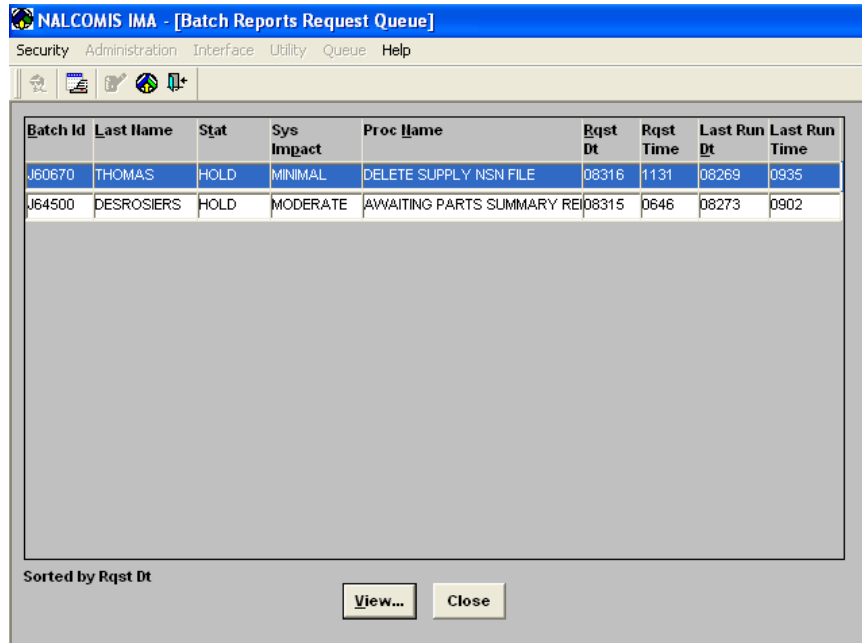 NALCOMIS IMA - [Batch Reports Request Queue]
Security Administration Interface Utility Queue Help
Batch Id Last Name Stat Sys Impact Proc Name Rqst Dt Rqst Time Last Run Dt Last Run Time
J60670 THOMAS HOLD MINIMAL DELETE SUPPLY NSN FILE 08316 1131 08269 0935
J64500 DESROSIERS HOLD MODERATE AWAITING PARTS SUMMARY REI 08315 0646 08273 0902
Sorted by Rqst Dt
View... Close